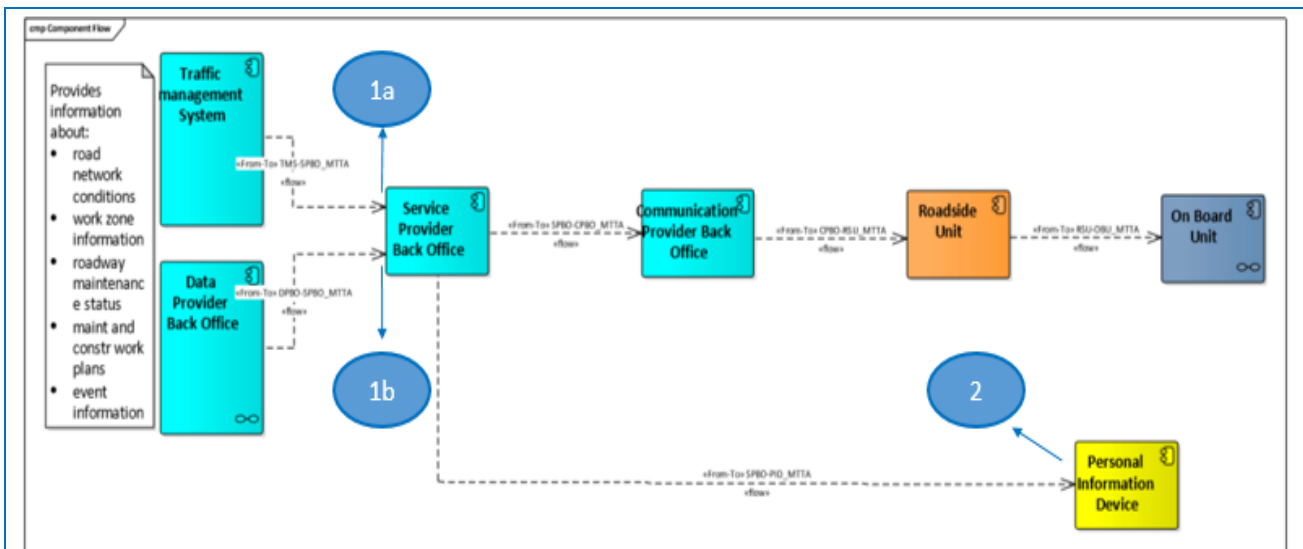 cmp Component Flow
Provides
information
about:
• road
network
conditions
• work zone
information
• roadway
maintenanc
e status
• maint and
constr work
plans
• event
information
Traffic
management
System
«From-To» TMS-SPBO_MTTA
«flow»
Data
Provider
Back Office
«From-To» DPBO-SPBO_MTTA
«flow»
1a
Service
Provider
Back Office
1b
«From-To» SPBO-CPBO_MTTA
«flow»
Communication
Provider Back
Office
«From-To» CPBO-RSU_MTTA
«flow»
Roadside
Unit
«From-To» RSU-OBU_MTTA
«flow»
On Board
Unit
2
«From-To» SPBO-PID_MTTA
«flow»
Personal
Information
Device